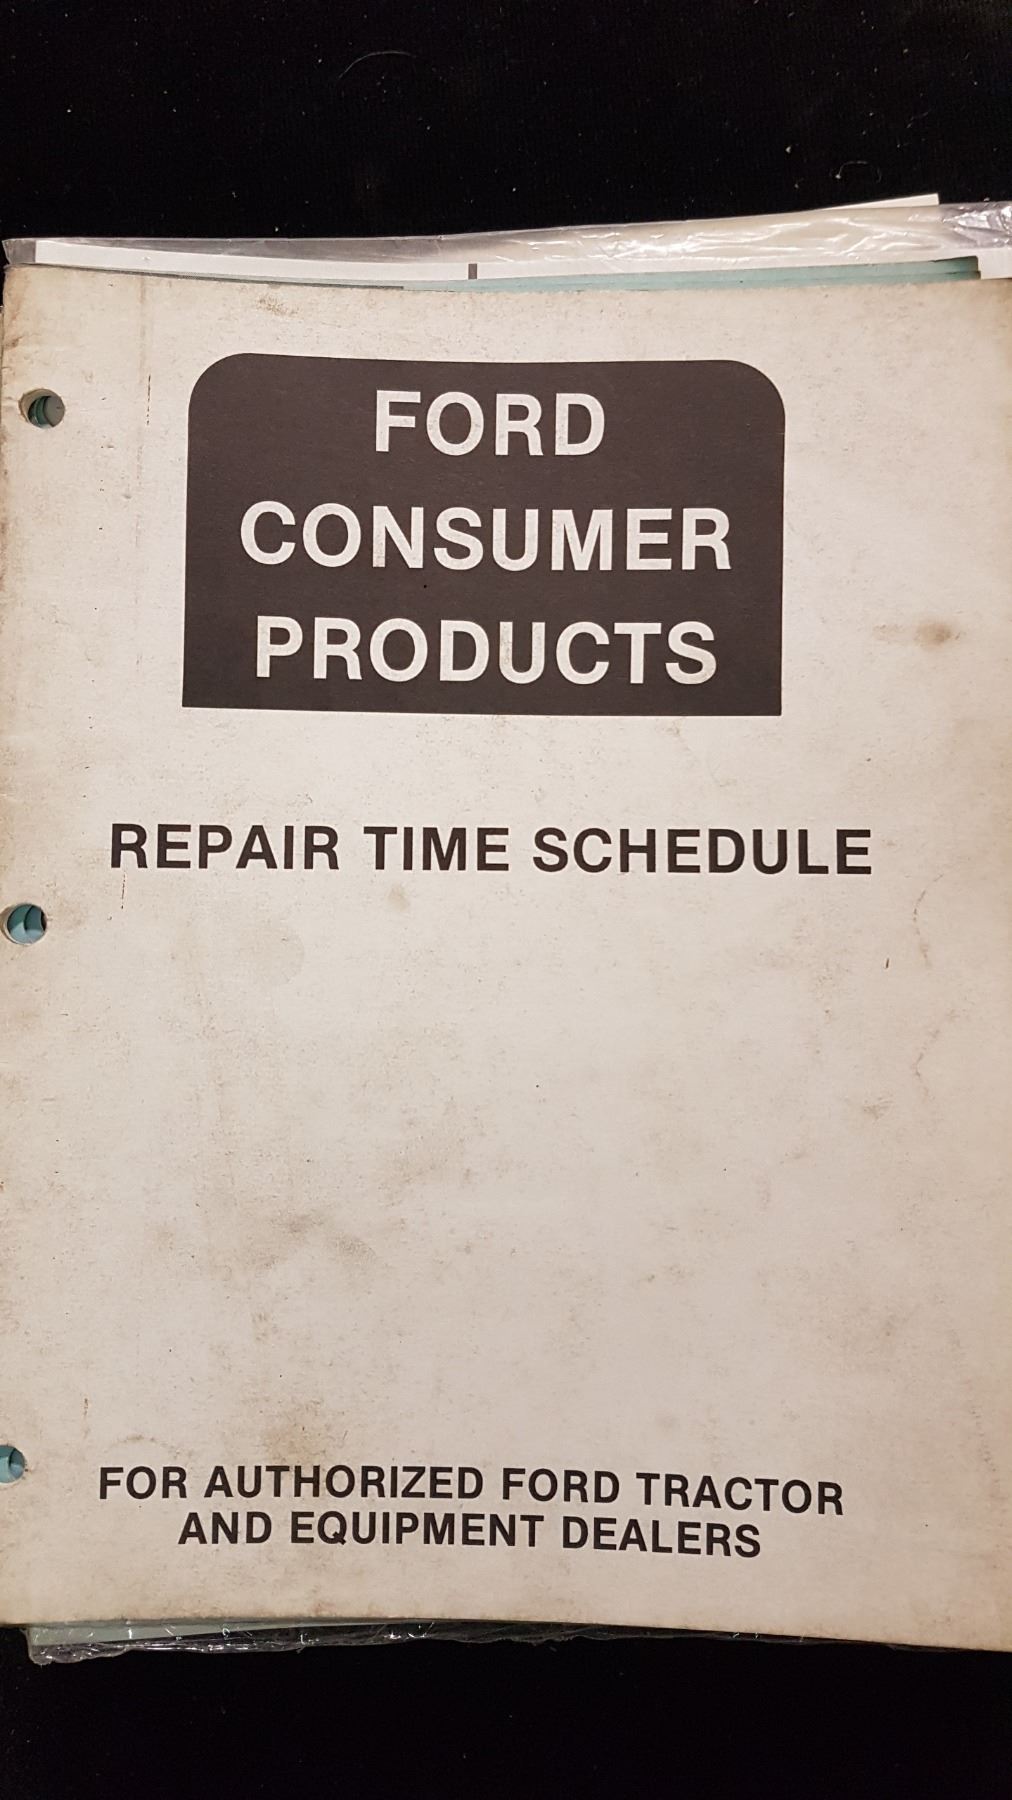 FORD
CONSUMER
PRODUCTS
REPAIR TIME SCHEDULE
FOR AUTHORIZED FORD TRACTOR
AND EQUIPMENT DEALERS